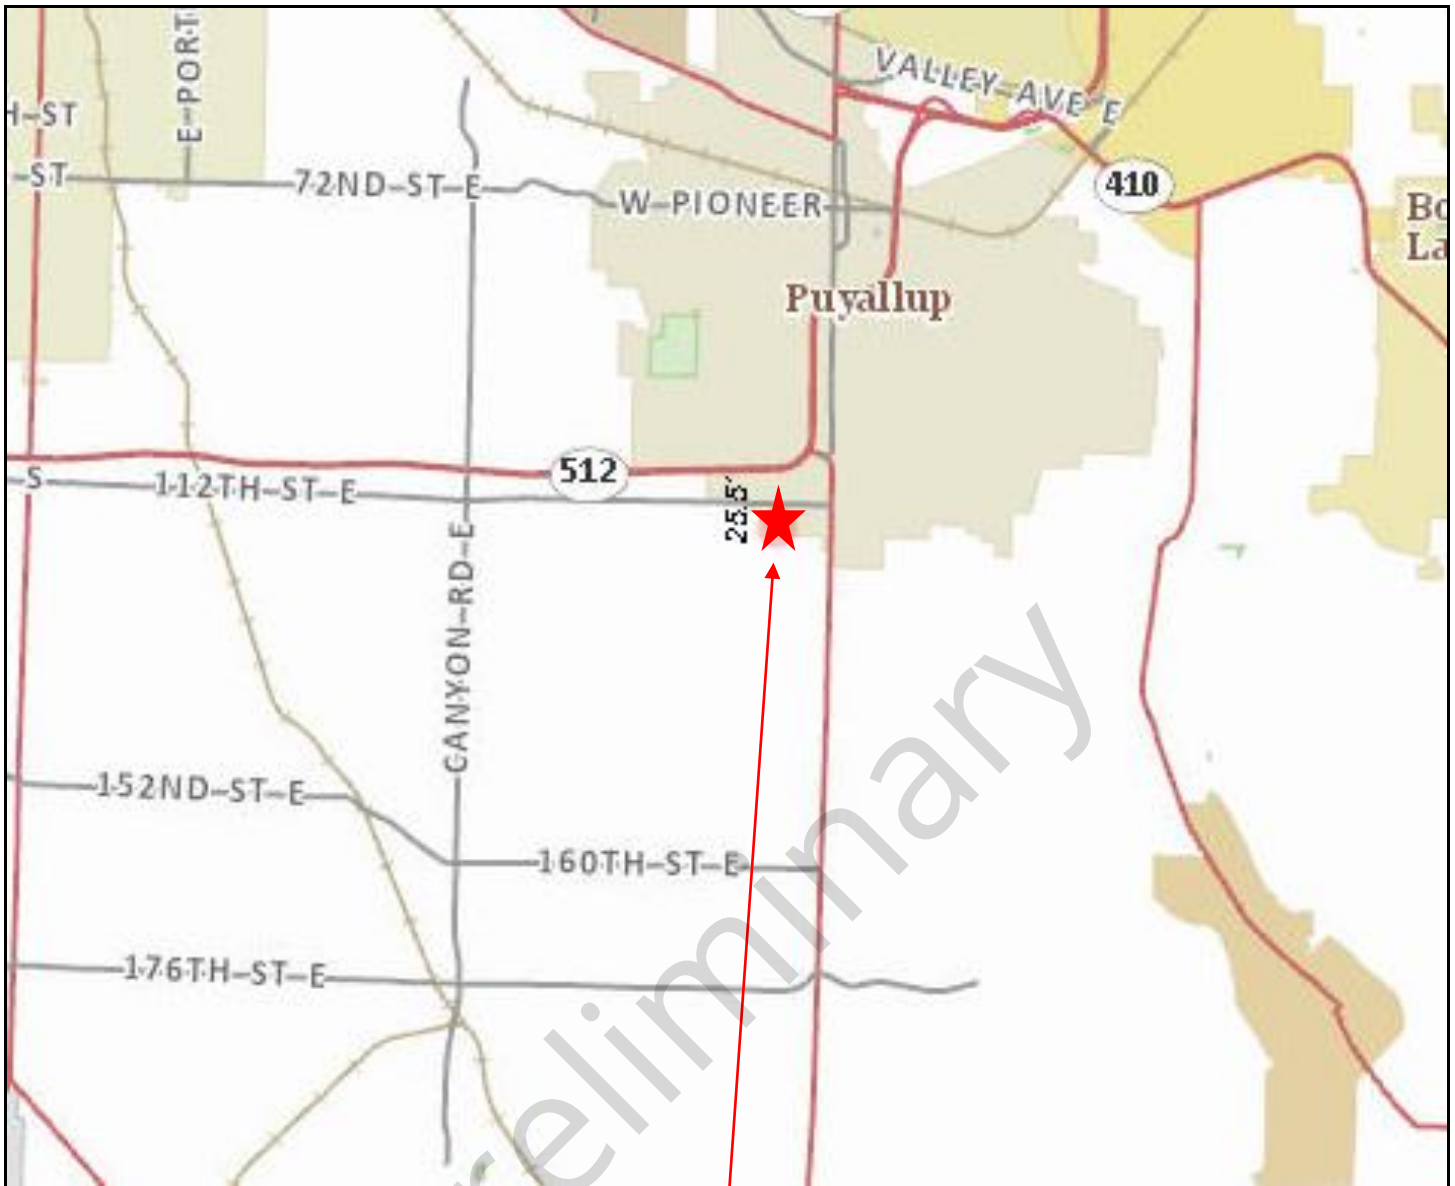 E-PORT
VALLEY-AVE E
H-ST
-ST
72ND-ST-E
W-PIONEER
410
Bo
La
Puyallup
512
S
112TH-ST-E
25.5'
CANYON-RD-E
152ND-ST-E
160TH-ST-E
176TH-ST-E
reliminary